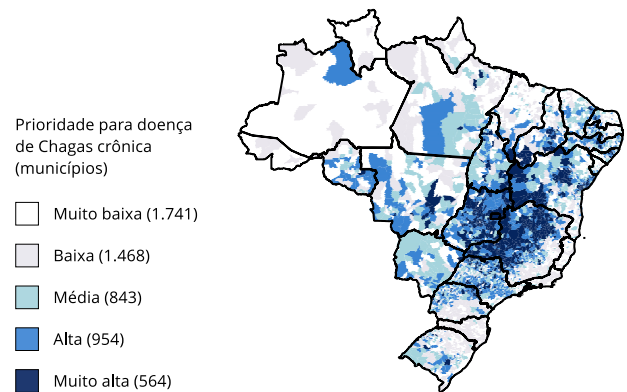 Prioridade para doença
de Chagas crônica
(municípios)
Muito baixa (1.741)
Baixa (1.468)
Média (843)
Alta (954)
Muito alta (564)